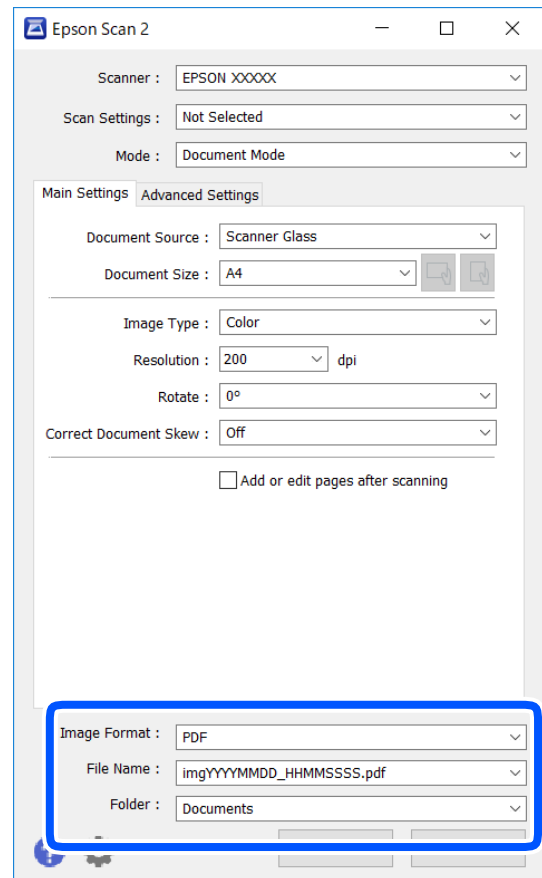 Epson Scan 2
Scanner : EPSON XXXXX
Scan Settings : Not Selected
Mode : Document Mode
Main Settings Advanced Settings
Document Source : Scanner Glass
Document Size : A4
Image Type : Color
Resolution : 200 dpi
Rotate : 0°
Correct Document Skew : Off
Add or edit pages after scanning
Image Format : PDF
File Name : imgYYYYMMDD_HHMMSSSS.pdf
Folder : Documents